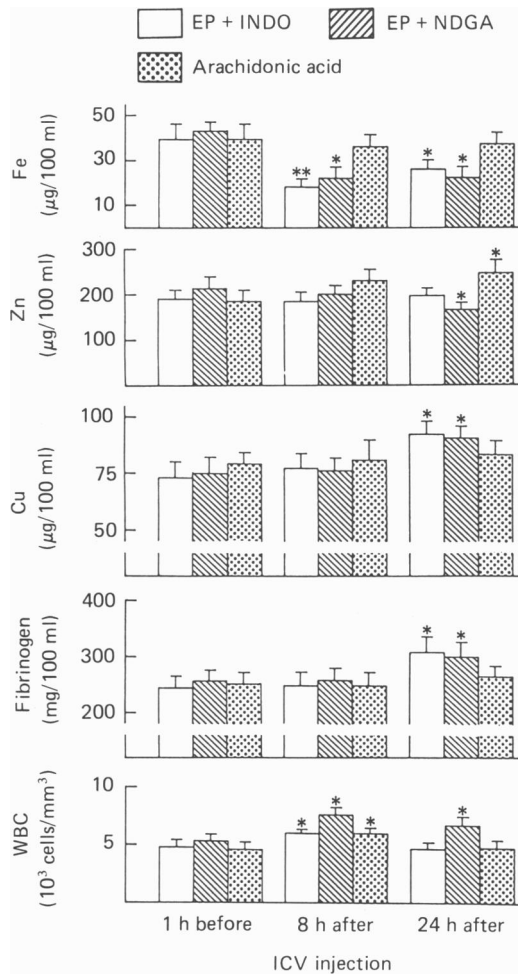 EP + INDO EP + NDGA
Arachidonic acid
Fe
(µg/100 ml)
50
30
10
** * * *
Zn
(µg/100 ml)
300
200
100
* *
Cu
(µg/100 ml)
100
75
50
* *
Fibrinogen
(mg/100 ml)
400
300
200
* *
WBC
(10³ cells/mm³)
10
5
* * * *
1 h before 8 h after 24 h after
ICV injection